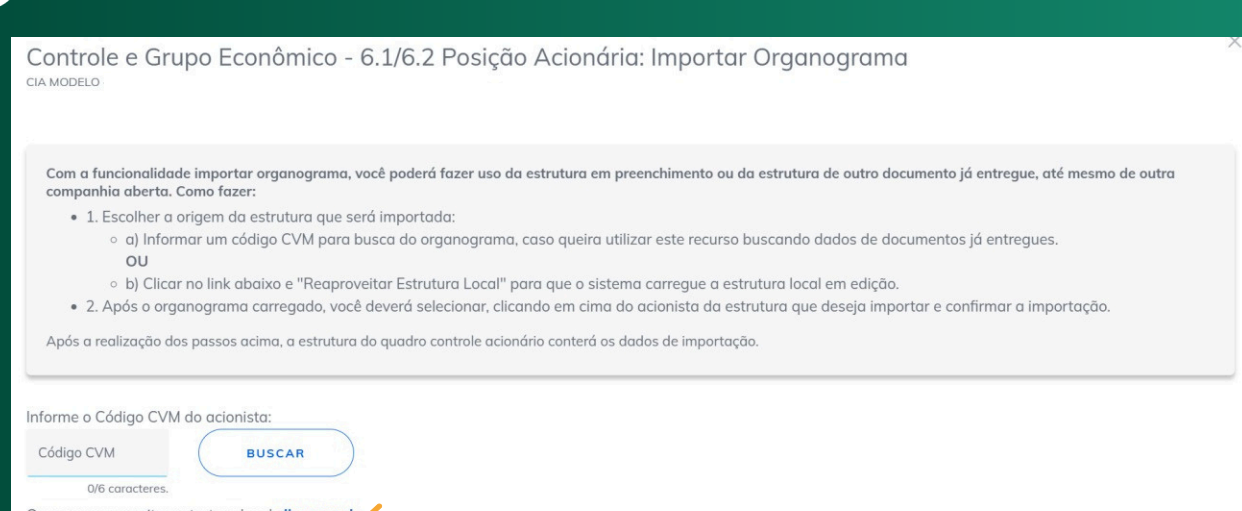 Controle e Grupo Econômico - 6.1/6.2 Posição Acionária: Importar Organograma
CIA MODELO
Com a funcionalidade importar organograma, você poderá fazer uso da estrutura em preenchimento ou da estrutura de outro documento já entregue, até mesmo de outra
companhia aberta. Como fazer:
• 1. Escolher a origem da estrutura que será importada:
◦ a) Informar um código CVM para busca do organograma, caso queira utilizar este recurso buscando dados de documentos já entregues.
OU
◦ b) Clicar no link abaixo e "Reaproveitar Estrutura Local" para que o sistema carregue a estrutura local em edição.
• 2. Após o organograma carregado, você deverá selecionar, clicando em cima do acionista da estrutura que deseja importar e confirmar a importação.
Após a realização dos passos acima, a estrutura do quadro controle acionário conterá os dados de importação.
Informe o Código CVM do acionista:
Código CVM
BUSCAR
0/6 caracteres.